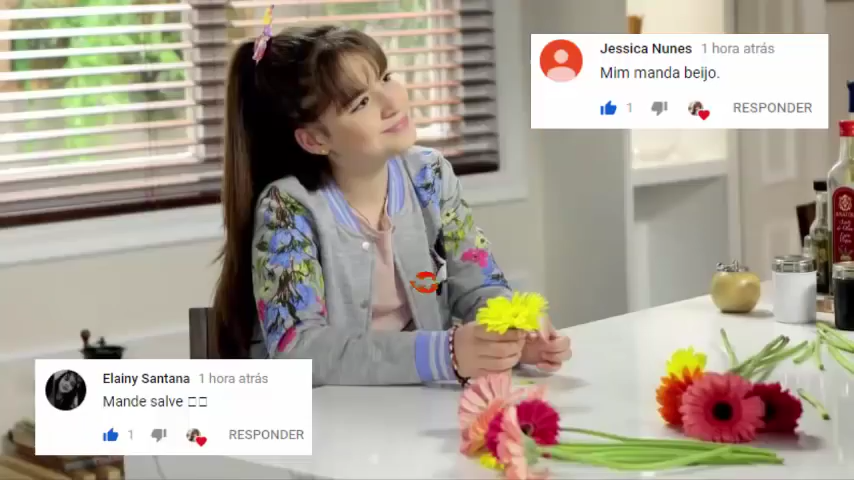 Jessica Nunes 1 hora atrás
Mim manda beijo.
1 RESPONDER
Elainy Santana 1 hora atrás
Mande salve
1 RESPONDER